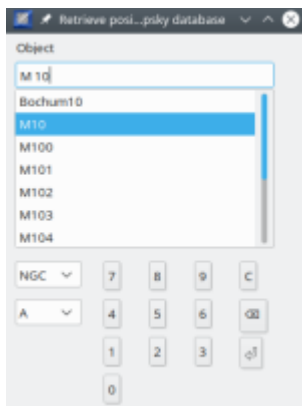 Retrieve posi...psky database
Object
M 10
Bochum10
M10
M100
M101
M102
M103
M104
NGC 7 8 9 C
A 4 5 6
1 2 3
0